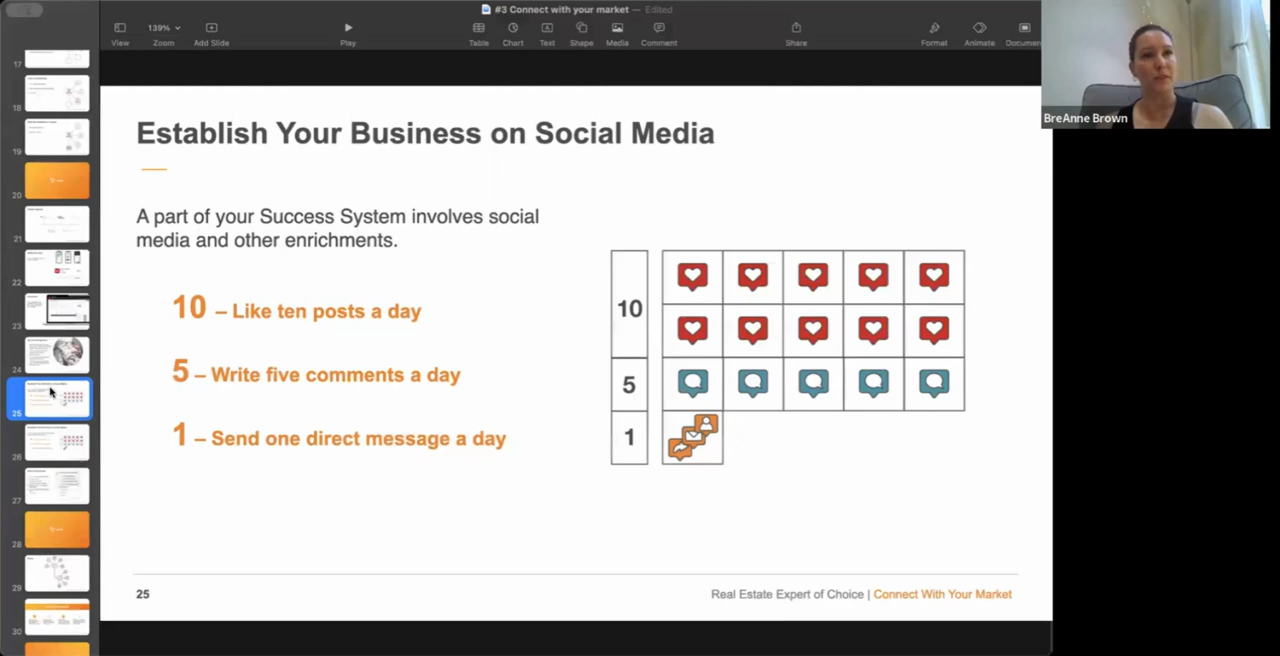 #3 Connect with your market — Edited
139%
View
Zoom
Add Slide
Play
Table
Chart
Text
Shape
Media
Comment
Share
Format
Animate
Documen
BreAnne Brown
Establish Your Business on Social Media
A part of your Success System involves social
media and other enrichments.
10 – Like ten posts a day
5 – Write five comments a day
1 – Send one direct message a day
10
5
1
25
Real Estate Expert of Choice | Connect With Your Market
17
18
19
20
21
22
23
24
25
26
27
28
29
30